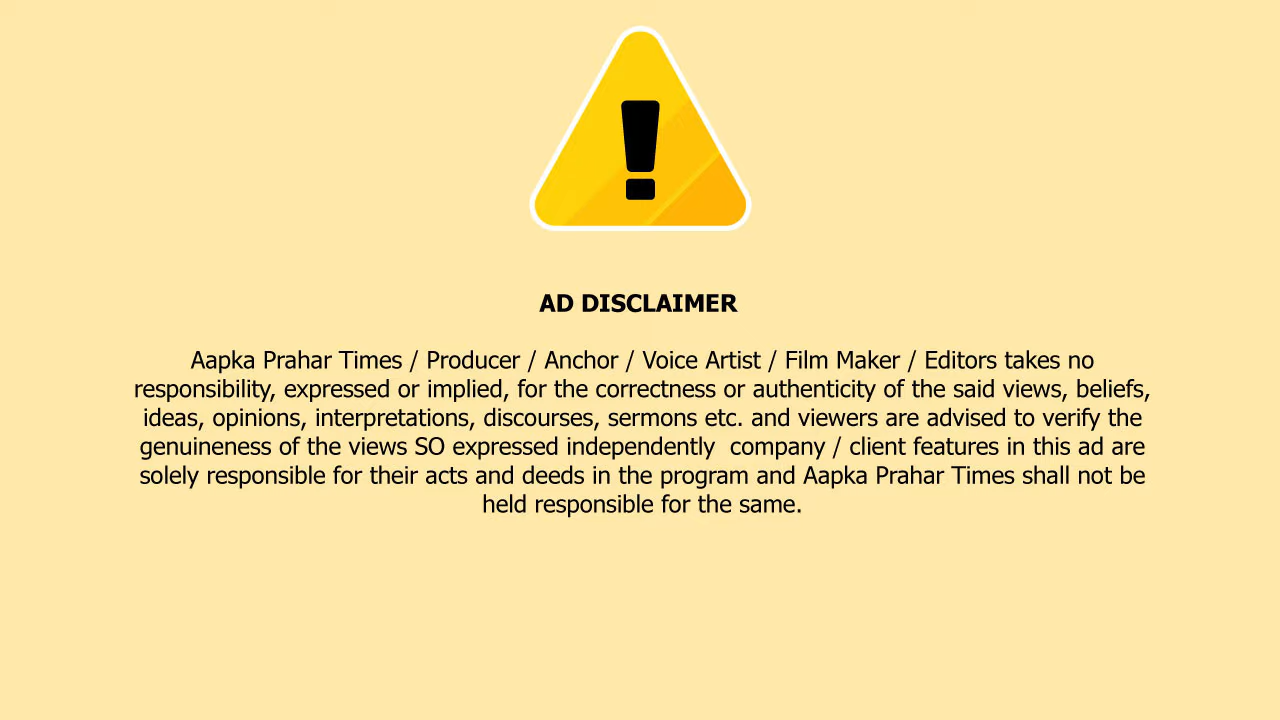 AD DISCLAIMER
Aapka Prahar Times / Producer / Anchor / Voice Artist / Film Maker / Editors takes no
responsibility, expressed or implied, for the correctness or authenticity of the said views, beliefs,
ideas, opinions, interpretations, discourses, sermons etc. and viewers are advised to verify the
genuineness of the views SO expressed independently  company / client features in this ad are
solely responsible for their acts and deeds in the program and Aapka Prahar Times shall not be
held responsible for the same.